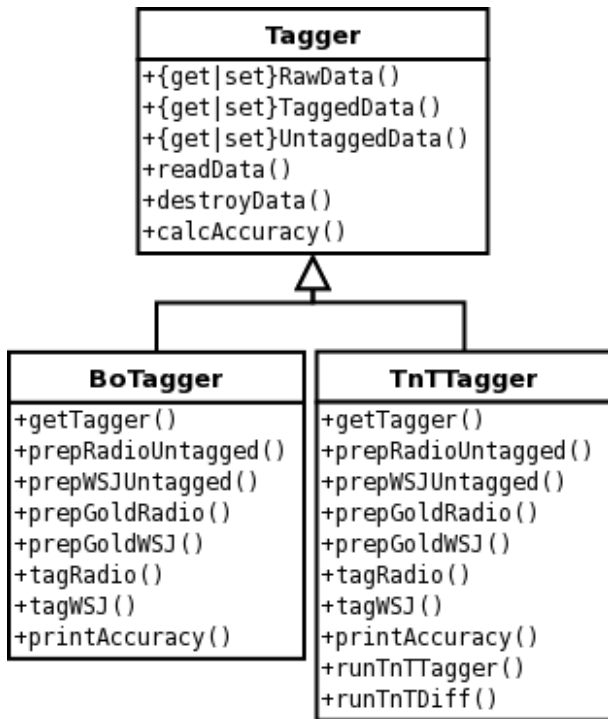 Tagger
+{get|set}RawData()
+{get|set}TaggedData()
+{get|set}UntaggedData()
+readData()
+destroyData()
+calcAccuracy()
BoTagger
+getTagger()
+prepRadioUntagged()
+prepWSJUntagged()
+prepGoldRadio()
+prepGoldWSJ()
+tagRadio()
+tagWSJ()
+printAccuracy()
TnTTagger
+getTagger()
+prepRadioUntagged()
+prepWSJUntagged()
+prepGoldRadio()
+prepGoldWSJ()
+tagRadio()
+tagWSJ()
+printAccuracy()
+runTnTTagger()
+runTnTDiff()